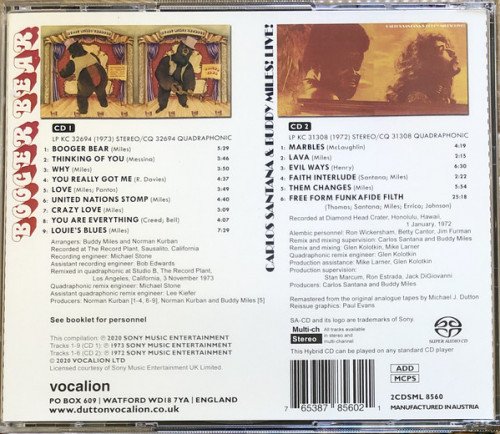 BOOGER BEAR
CD 1
LP KC 32694 (1973) STEREO/CQ 32694 QUADRAPHONIC
1- BOOGER BEAR (Miles) 5:29
2- THINKING OF YOU (Messina) 3:46
3- WHY (Miles) 4:55
4- YOU REALLY GOT ME (R. Davies) 4:20
5- LOVE (Miles; Pantos) 3:49
6- UNITED NATIONS STOMP (Miles) 4:46
7- CRAZY LOVE (Miles) 3:09
8- YOU ARE EVERYTHING (Creed; Bell) 4:07
9- LOUIE'S BLUES (Miles) 7:29
Arrangers: Buddy Miles and Norman Kurban
Recorded at The Record Plant, Sausalito, California
Recording engineer: Michael Stone
Assistant recording engineer: Bob Edwards
Remixed in quadraphonic at Studio B, The Record Plant,
Los Angeles, California, 3 November 1973
Quadraphonic remix engineer: Michael Stone
Assistant quadraphonic engineer: Lee Kiefer
Producers: Norman Kurban [1-4, 6-9], Norman Kurban and Buddy Miles [5]
See booklet for personnel
(This compilation) ℗ 2020 SONY MUSIC ENTERTAINMENT
Tracks 1-9 (CD 1) ℗ 1973 SONY MUSIC ENTERTAINMENT
Tracks 1-6 (CD 2) ℗ 1972 SONY MUSIC ENTERTAINMENT
© 2020 VOCALION LTD
Licensed courtesy of Sony Music Entertainment UK Limited.
vocalion
PO BOX 609 | WATFORD WD18 7YA | ENGLAND
www.duttonvocalion.co.uk
CARLOS SANTANA & BUDDY MILES! LIVE!
CARLOS SANTANA & BUDDY MILES! LIVE!
CD 2
LP KC 31308 (1972) STEREO/CQ 31308 QUADRAPHONIC
1- MARBLES (McLaughlin) 4:19
2- LAVA (Miles) 2:15
3- EVIL WAYS (Henry) 6:30
4- FAITH INTERLUDE (Santana; Miles) 2:22
5- THEM CHANGES (Miles) 5:54
6- FREE FORM FUNKAFIDE FILTH
(Thomas; Santana; Miles; Errico; Johnson)
Recorded at Diamond Head Crater, Honolulu, Hawaii,
1 January, 1972
Alembic personnel: Ron Wickersham, Betty Cantor, Jim Furman
Remix and mixing supervision: Carlos Santana and Buddy Miles
Mixing engineer: Glen Kolotkin, Mike Larner
Quadraphonic remix engineer: Glen Kolotkin
Production assistance: Mike Larner, Glen Kolotkin
Production supervision:
Stan Marcum, Ron Estrada, Jack DiGiovanni
Producers: Carlos Santana and Buddy Miles
Remastered from the original analogue tapes by Michael J. Dutton
Reissue graphics: Paul Evans
SA-CD and its logo are trademarks of Sony.
Multi-ch
Stereo
All tracks available
in stereo and
multi-channel
SUPER AUDIO CD
This Hybrid CD can be played on any standard CD player
ADD
MCPS
7 65387 85602 1
2CDSML 8560
MANUFACTURED IN AUSTRIA